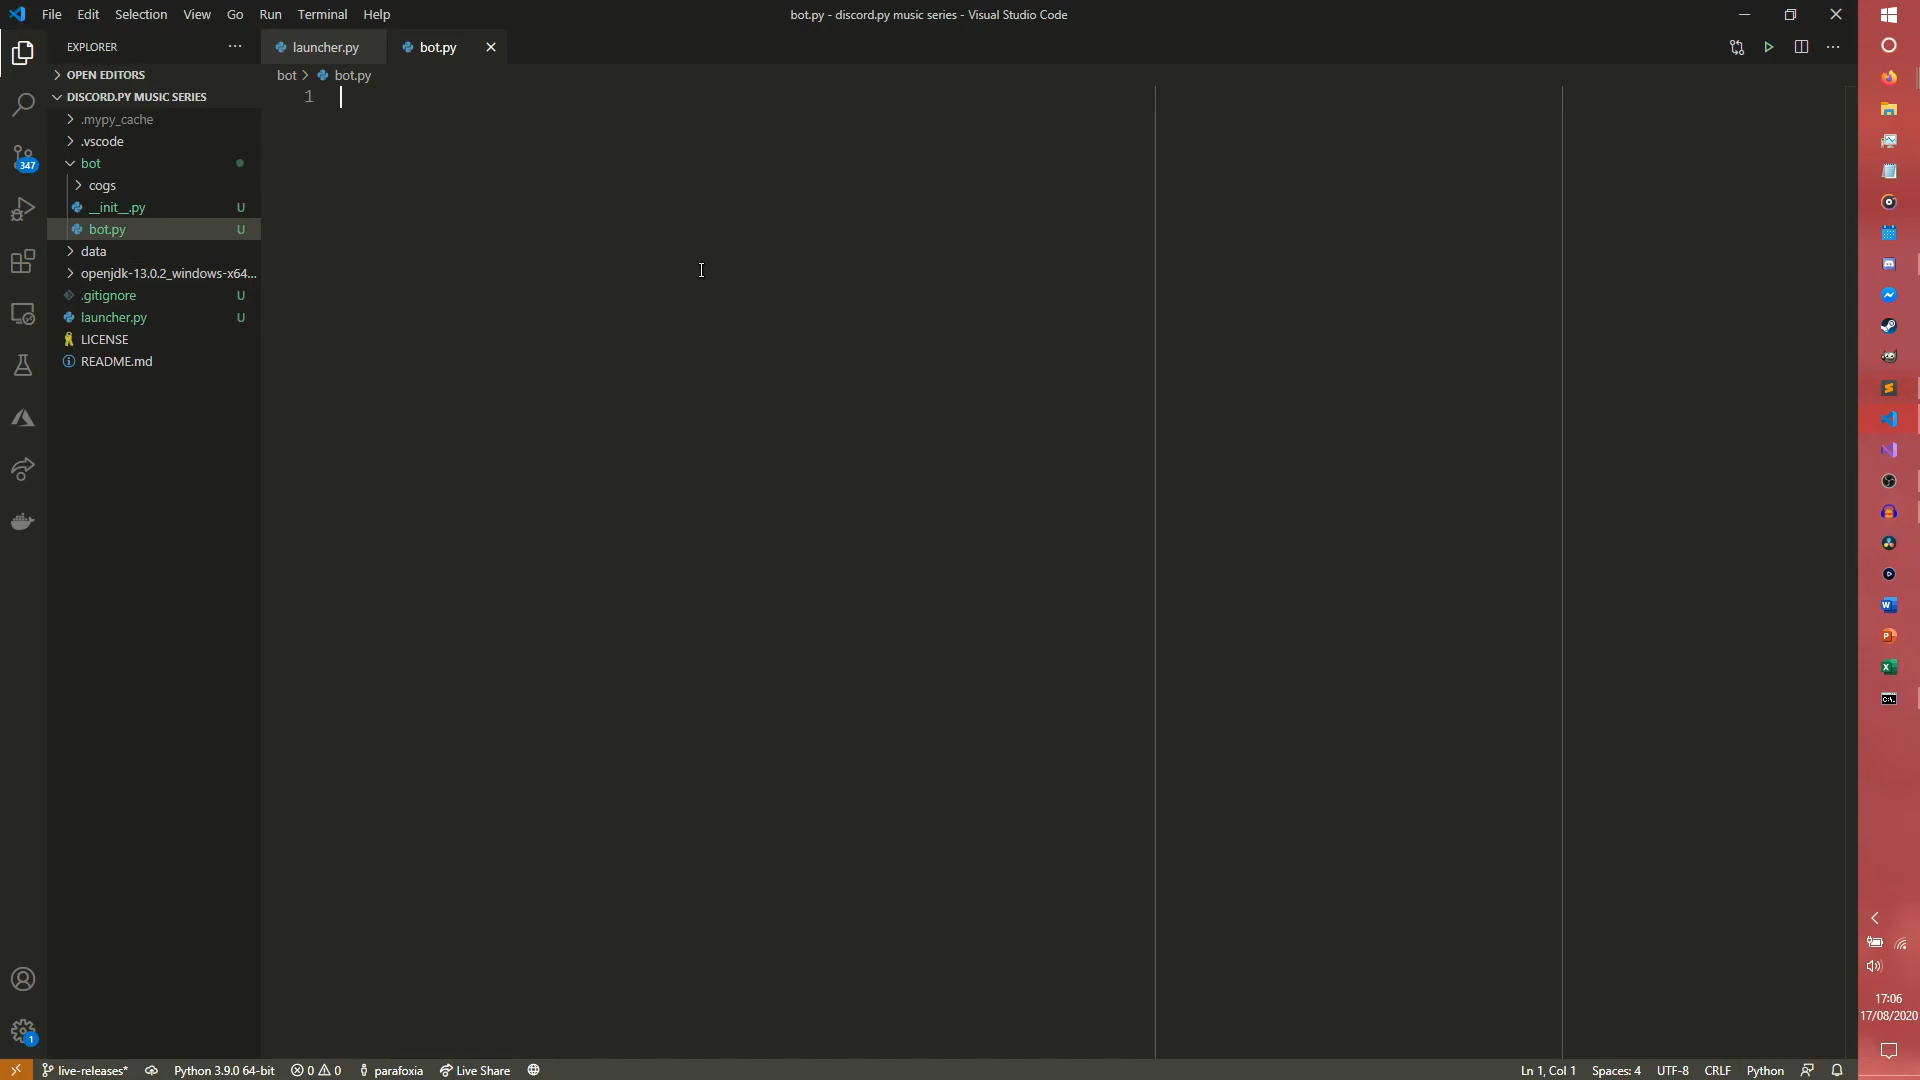 File Edit Selection View Go Run Terminal Help
bot.py - discord.py music series - Visual Studio Code
EXPLORER
launcher.py
bot.py
OPEN EDITORS
bot > bot.py
DISCORD.PY MUSIC SERIES
1
.mypy_cache
.vscode
bot
347
cogs
__init__.py U
bot.py U
data
openjdk-13.0.2_windows-x64...
.gitignore U
launcher.py U
LICENSE
README.md
17:06
17/08/2020
1
live-releases* Python 3.9.0 64-bit 0 0 parafoxia Live Share
Ln 1, Col 1 Spaces: 4 UTF-8 CRLF Python